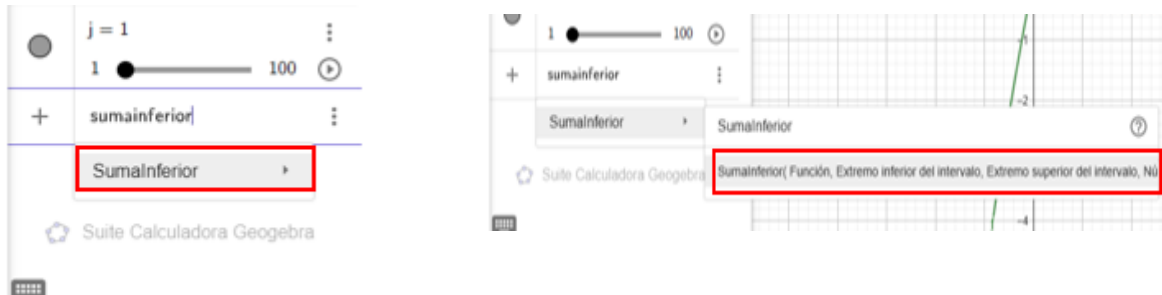 j = 1
1 100
+ sumainferior
SumaInferior
Suite Calculadora Geogebra
1 100
+ sumainferior
SumaInferior
SumaInferior
SumaInferior( Función, Extremo inferior del intervalo, Extremo superior del intervalo, Nú
Suite Calculadora Geogebra
-1
-2
-4